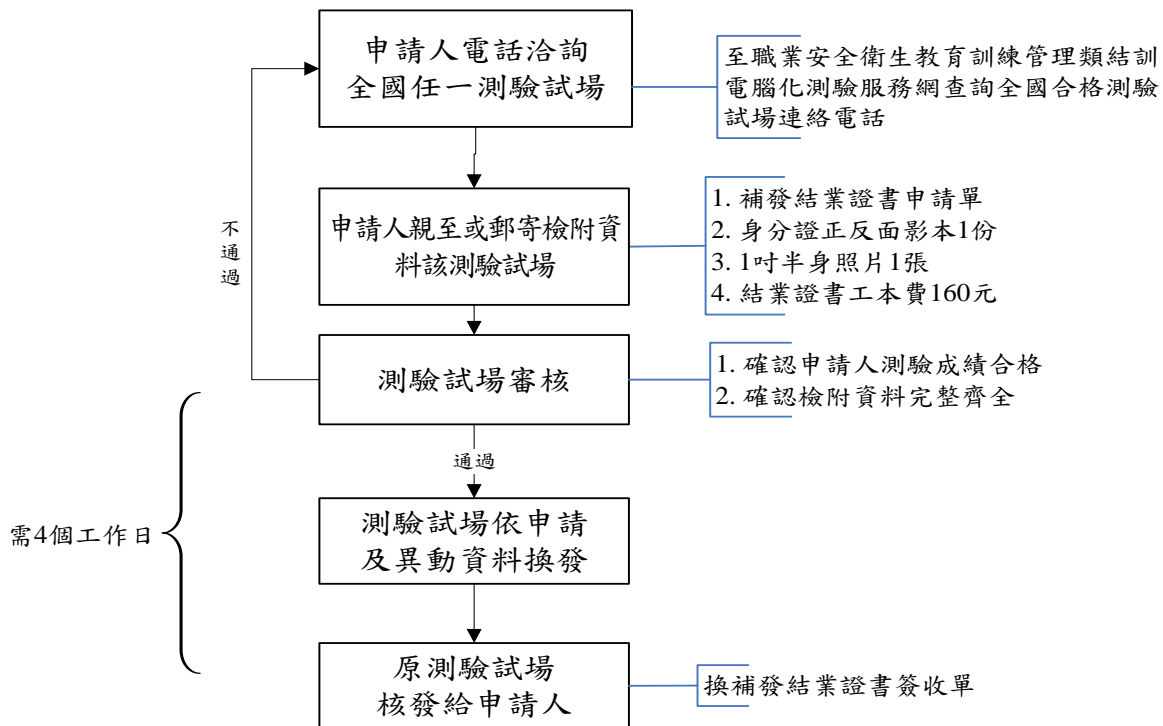 申請人電話洽詢
全國任一測驗試場
至職業安全衛生教育訓練管理類結訓
電腦化測驗服務網查詢全國合格測驗
試場連絡電話
申請人親至或郵寄檢附資
料該測驗試場
1. 補發結業證書申請單
2. 身分證正反面影本1份
3. 1吋半身照片1張
4. 結業證書工本費160元
不通過
測驗試場審核
1. 確認申請人測驗成績合格
2. 確認檢附資料完整齊全
通過
需4個工作日
測驗試場依申請
及異動資料換發
原測驗試場
核發給申請人
換補發結業證書簽收單